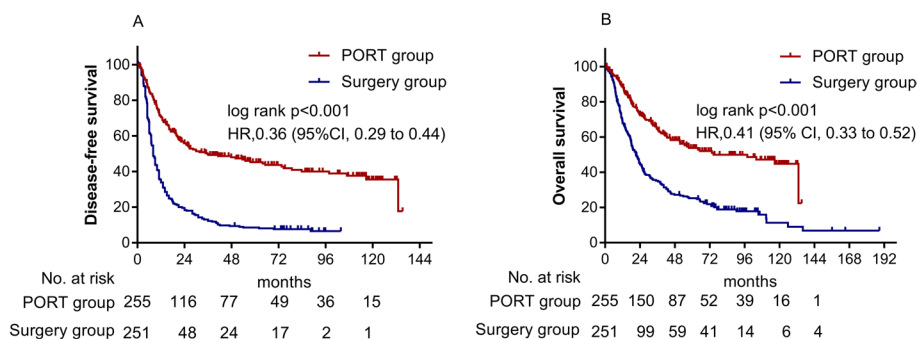 A
PORT group
Surgery group
log rank p<0.001
HR,0.36 (95%CI, 0.29 to 0.44)
Disease-free survival
100
80
60
40
20
0
0 24 48 72 96 120 144
months
No. at risk
PORT group 255 116 77 49 36 15
Surgery group 251 48 24 17 2 1
B
PORT group
Surgery group
log rank p<0.001
HR,0.41 (95% CI, 0.33 to 0.52)
Overall survival
100
80
60
40
20
0
0 24 48 72 96 120 144 168 192
months
No. at risk
PORT group 255 150 87 52 39 16 1
Surgery group 251 99 59 41 14 6 4